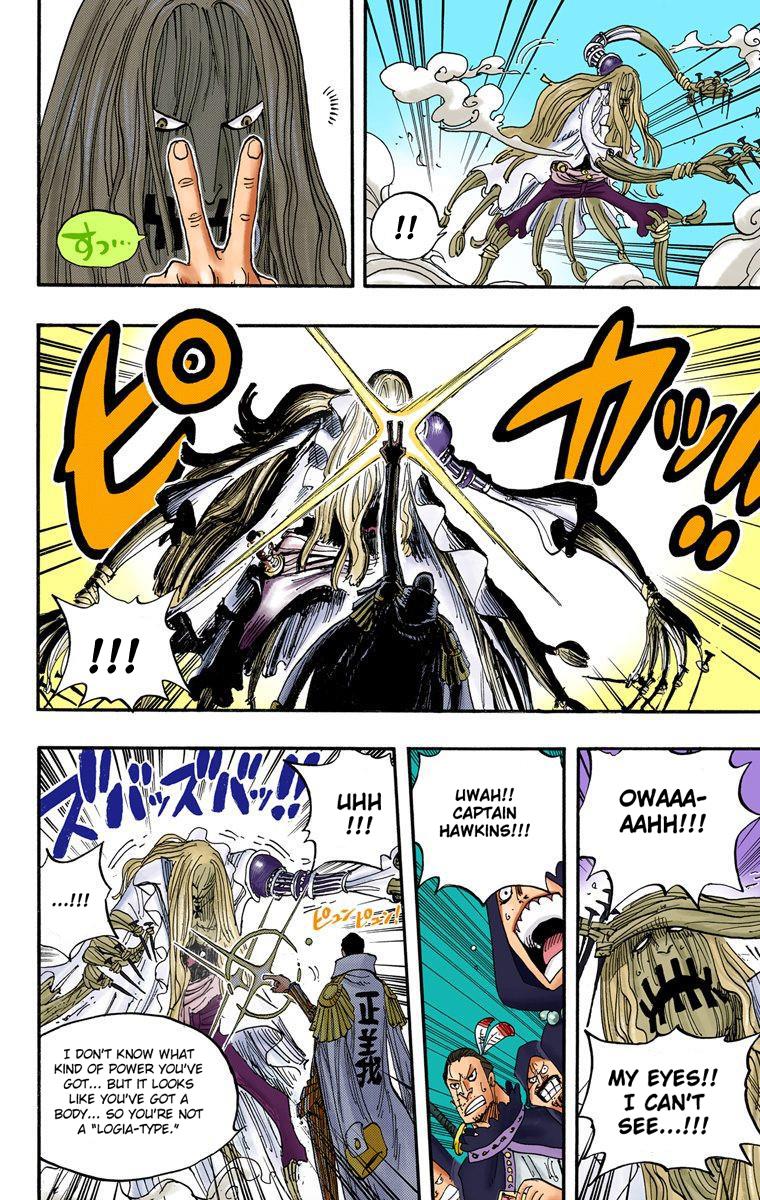 !!
すっ…
ピカッ!!
!!!
OWAAA-
AAHH!!!
MY EYES!!
I CAN'T
SEE...!!!
UWAH!!
CAPTAIN
HAWKINS!!!
UHH
!!!
ズバッズバッ!!
...!!!
ピュンピュン!
正義
I DON'T KNOW WHAT
KIND OF POWER YOU'VE
GOT... BUT IT LOOKS
LIKE YOU'VE GOT A
BODY... SO YOU'RE NOT
A "LOGIA-TYPE."